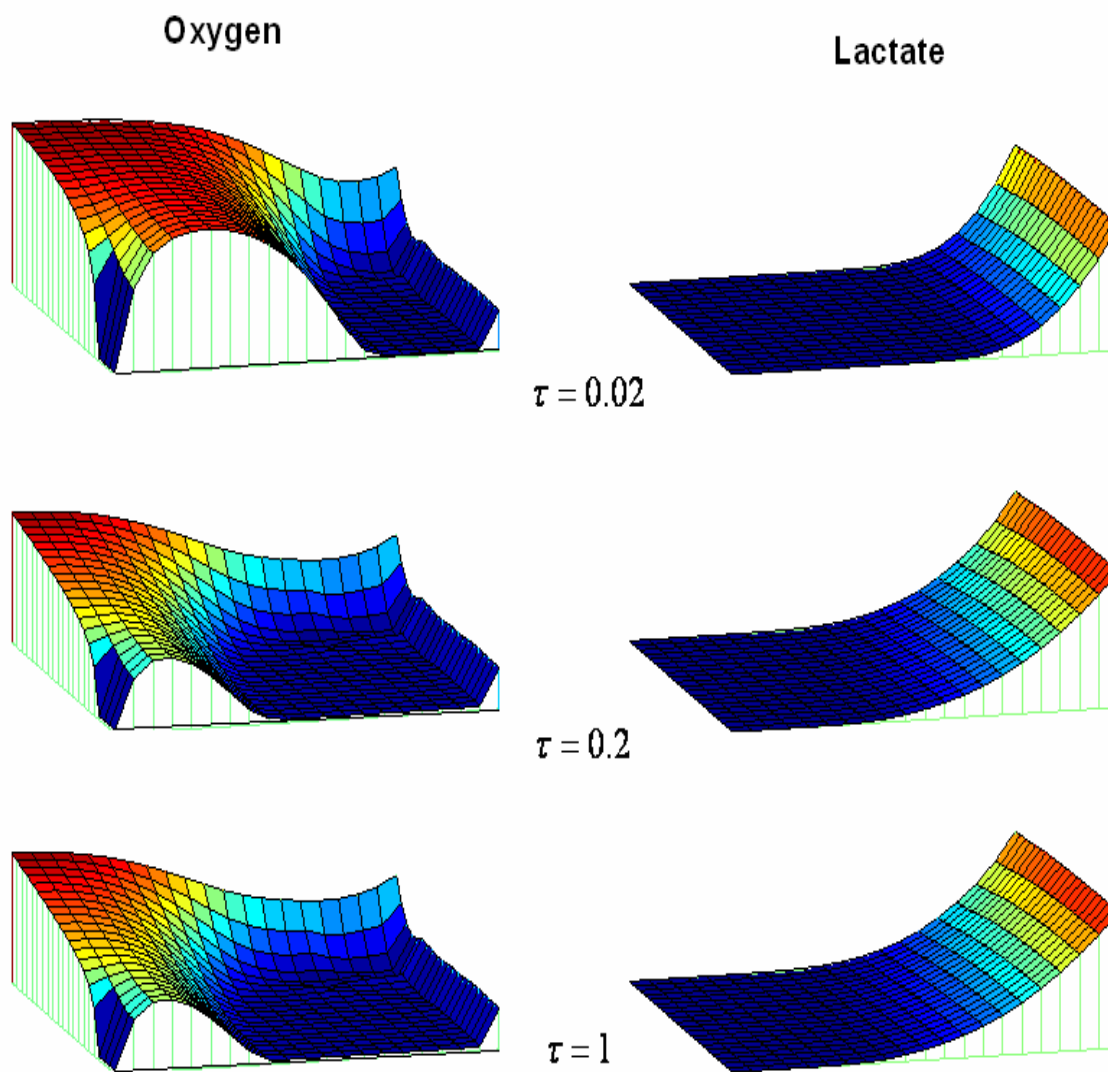 Oxygen
Lactate
τ = 0.02
τ = 0.2
τ = 1